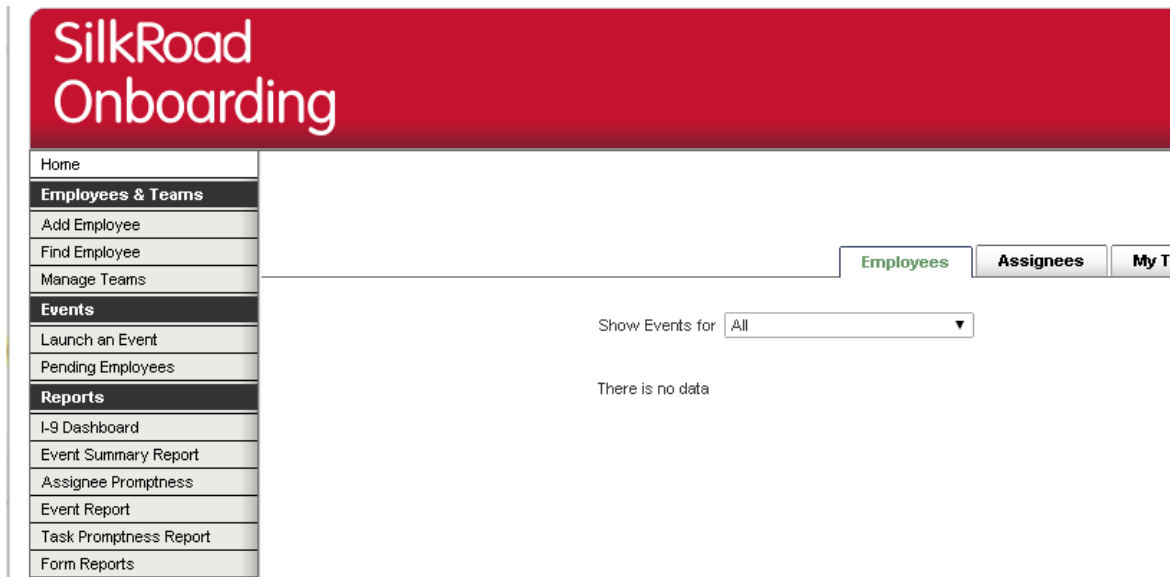 SilkRoad
Onboarding
Home
Employees & Teams
Add Employee
Find Employee
Manage Teams
Events
Launch an Event
Pending Employees
Reports
I-9 Dashboard
Event Summary Report
Assignee Promptness
Event Report
Task Promptness Report
Form Reports
Employees Assignees My T
Show Events for All
There is no data